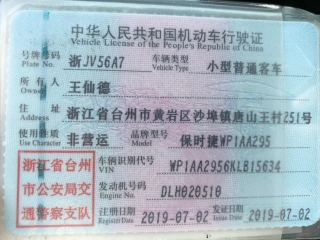 中华人民共和国机动车行驶证
Vehicle License of the People's Republic of China
号牌号码 浙JV56A7 车辆类型 小型普通客车
Plate No. Vehicle Type
所有人 王仙德
Owner
住址 浙江省台州市黄岩区沙埠镇唐山王村251号
Address
使用性质 非营运 品牌型号 保时捷WP1AA295
Use Character Model
浙江省台州市公安局交通警察支队
车辆识别代号 WP1AA2956KLB15634
VIN
发动机号码 DLH020510
Engine No.
注册日期 2019-07-02 发证日期 2019-07-02
Register Date Issue Date